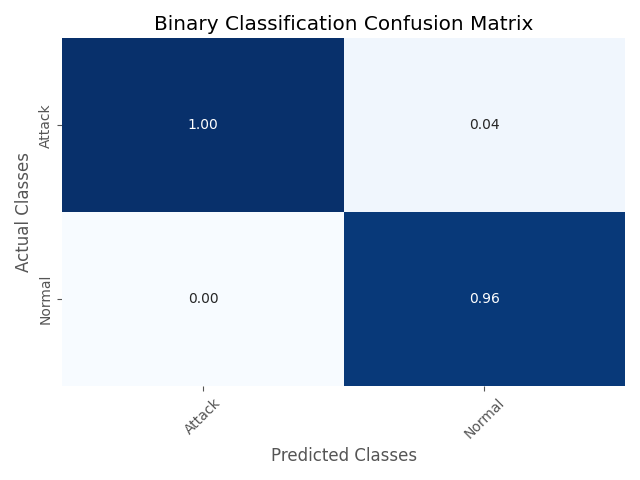 Binary Classification Confusion Matrix
Actual Classes
Attack
1.00
0.04
Normal
0.00
0.96
Attack
Normal
Predicted Classes